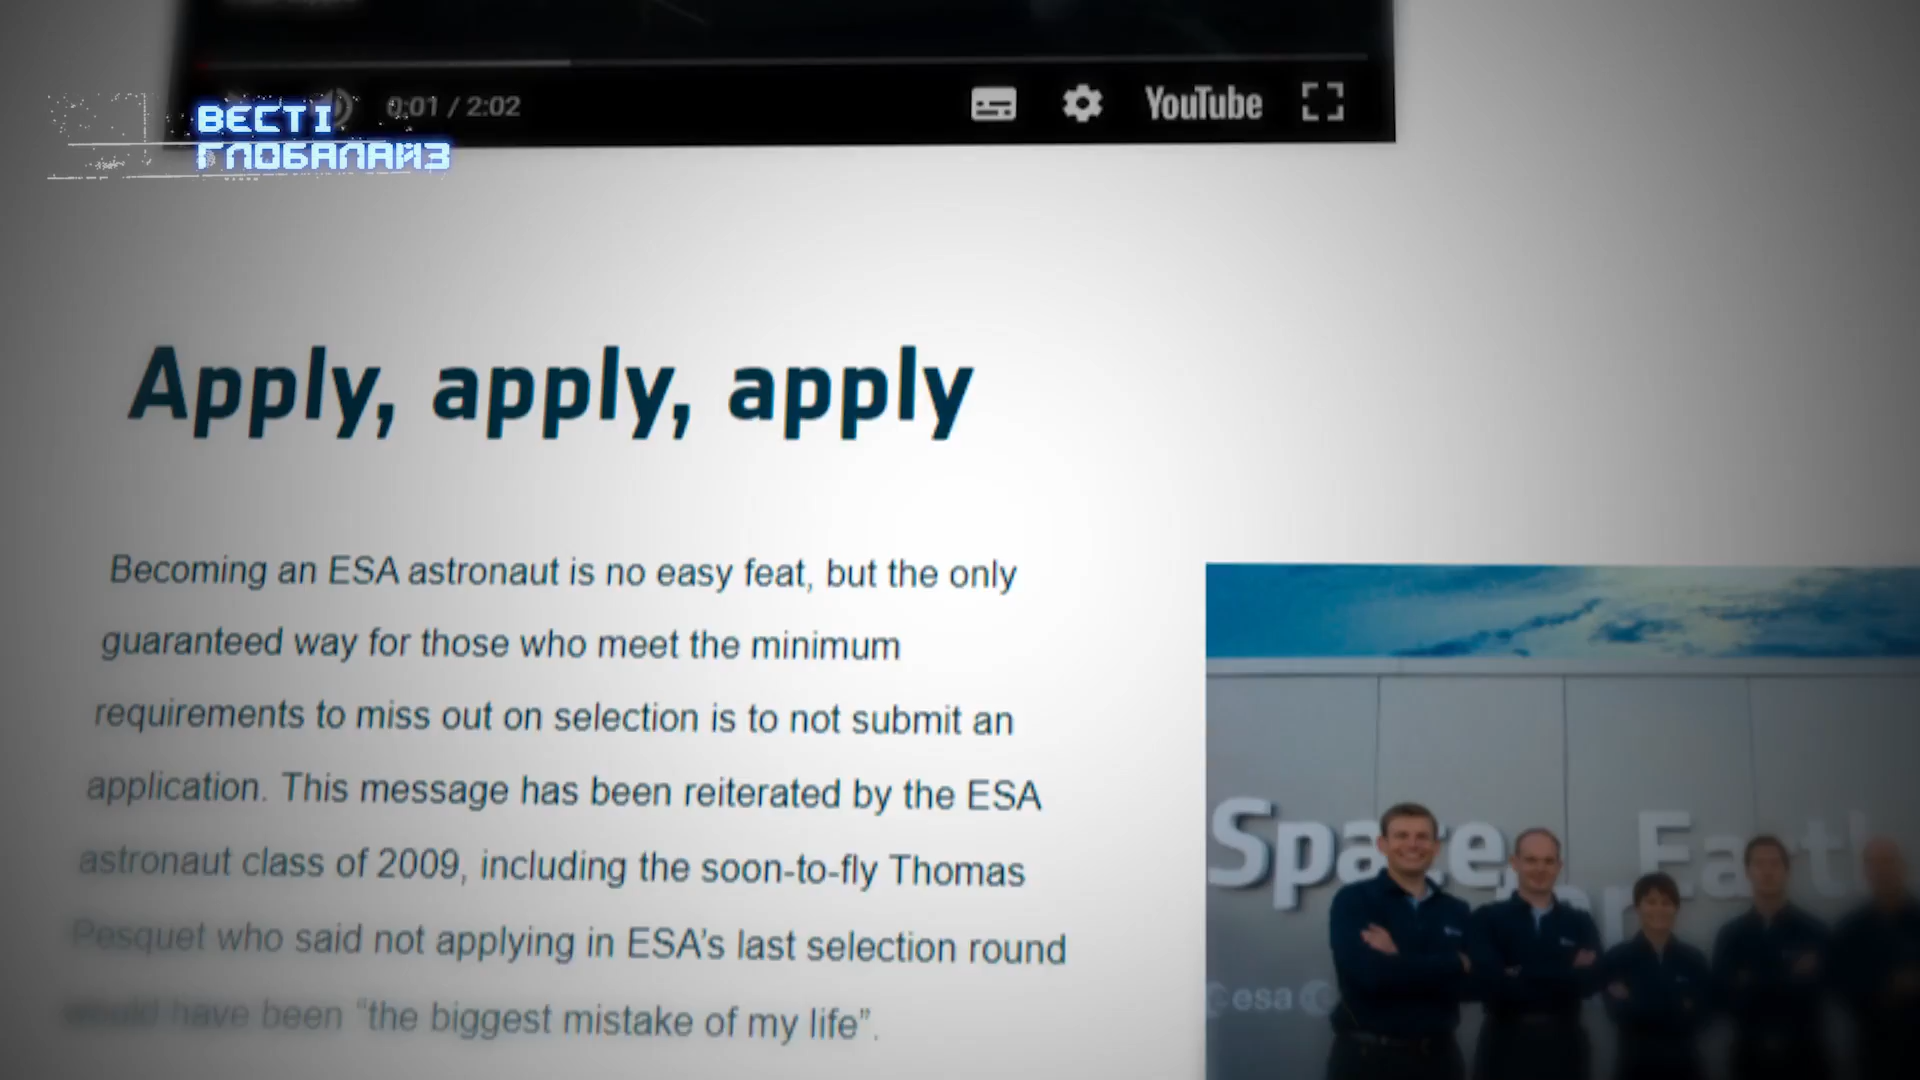 0:01 / 2:02
YouTube
ВЕСТІ
ГЛОБАЛАЙЗ
Apply, apply, apply
Becoming an ESA astronaut is no easy feat, but the only
guaranteed way for those who meet the minimum
requirements to miss out on selection is to not submit an
application. This message has been reiterated by the ESA
astronaut class of 2009, including the soon-to-fly Thomas
Pesquet who said not applying in ESA's last selection round
would have been “the biggest mistake of my life”.
Space
Earth
esa